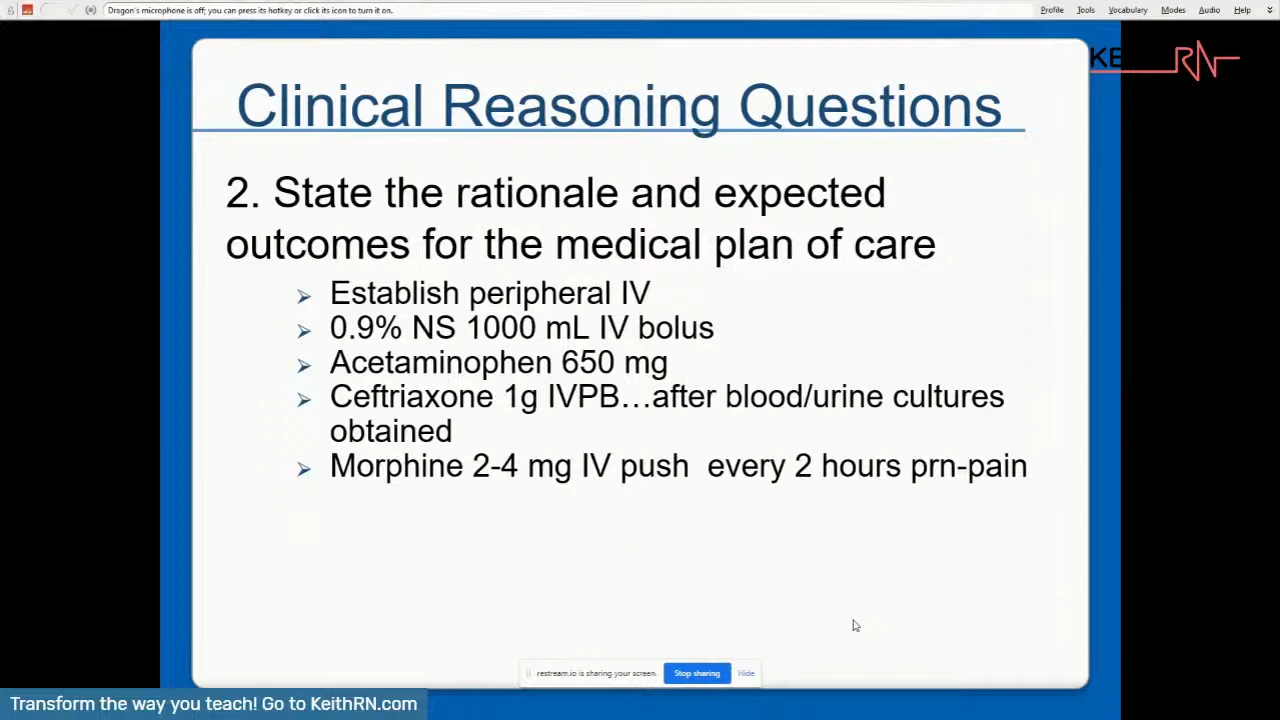 Dragon's microphone is off; you can press its hotkey or click its icon to turn it on.
Profile Tools Vocabulary Modes Audio Help
KE RN
Clinical Reasoning Questions
2. State the rationale and expected
outcomes for the medical plan of care
➢ Establish peripheral IV
➢ 0.9% NS 1000 mL IV bolus
➢ Acetaminophen 650 mg
➢ Ceftriaxone 1g IVPB…after blood/urine cultures
obtained
➢ Morphine 2-4 mg IV push every 2 hours prn-pain
restream.io is sharing your screen. Stop sharing Hide
Transform the way you teach! Go to KeithRN.com